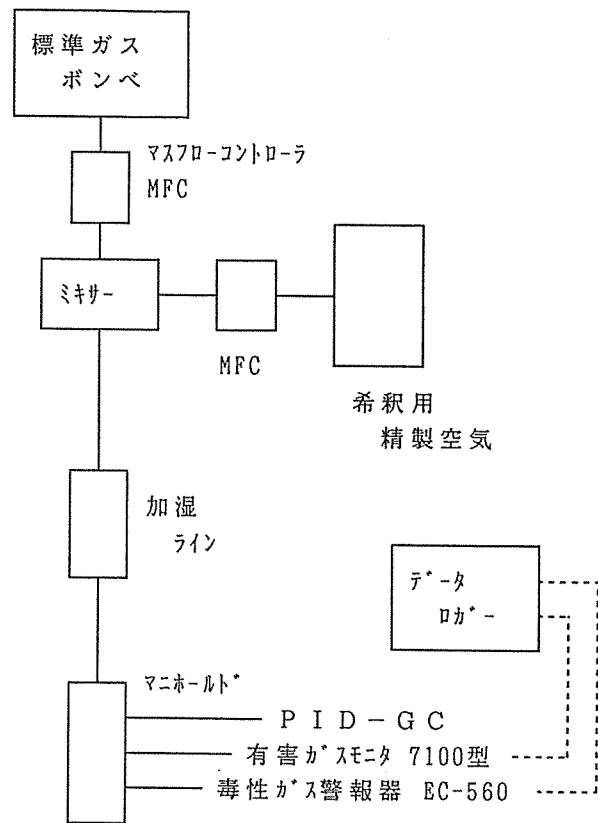 標準ガス
ボンベ
ﾏｽﾌﾛｰｺﾝﾄﾛｰﾗ
MFC
ﾐｷｻｰ
MFC
希釈用
精製空気
加湿
ﾗｲﾝ
ﾃﾞｰﾀ
ﾛｶﾞｰ
ﾏﾆﾎｰﾙﾄﾞ
ＰＩＤ－ＧＣ
有害ｶﾞｽﾓﾆﾀ 7100型
毒性ｶﾞｽ警報器 EC-560